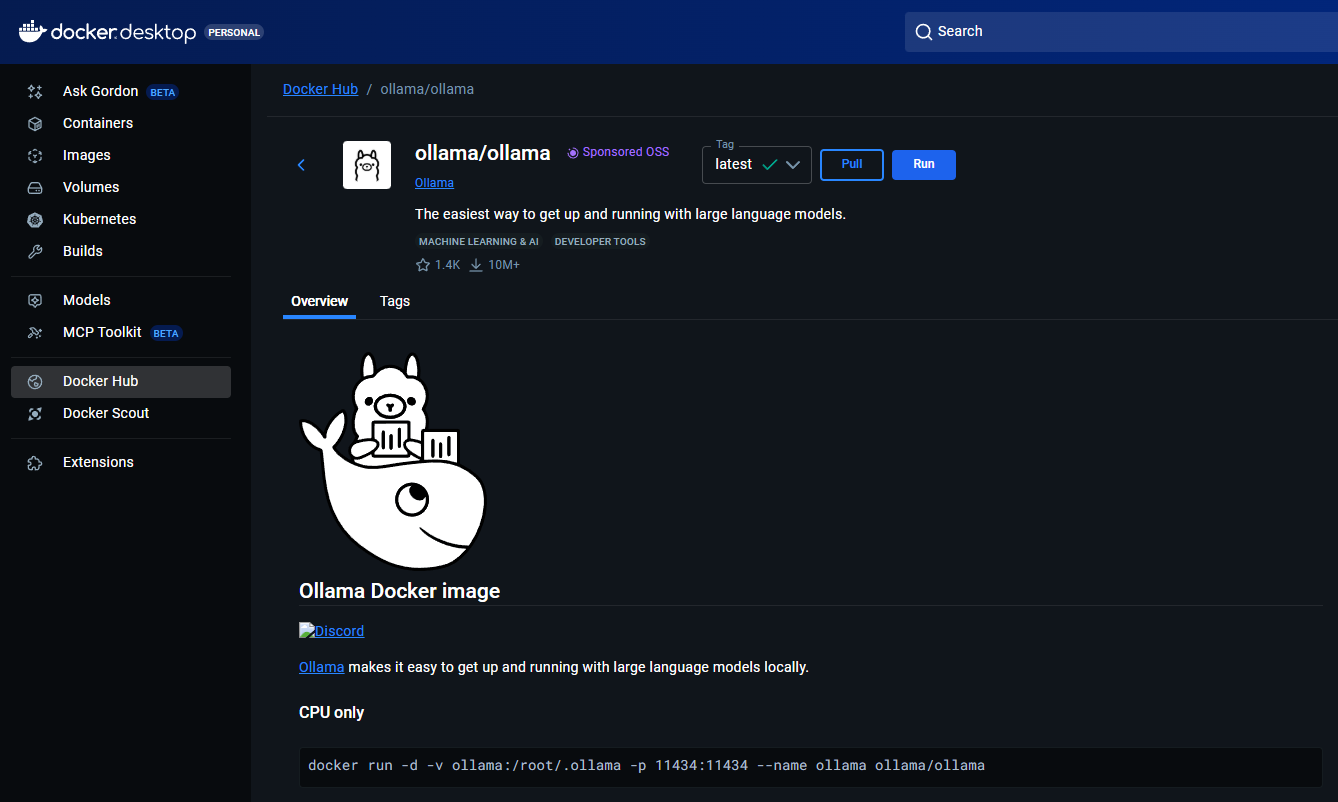 docker.desktop PERSONAL
Search
Ask Gordon BETA
Containers
Images
Volumes
Kubernetes
Builds
Models
MCP Toolkit BETA
Docker Hub
Docker Scout
Extensions
Docker Hub / ollama/ollama
ollama/ollama Sponsored OSS
Ollama
Tag
latest
Pull
Run
The easiest way to get up and running with large language models.
MACHINE LEARNING & AI DEVELOPER TOOLS
1.4K 10M+
Overview Tags
Ollama Docker image
Discord
Ollama makes it easy to get up and running with large language models locally.
CPU only
docker run -d -v ollama:/root/.ollama -p 11434:11434 --name ollama ollama/ollama